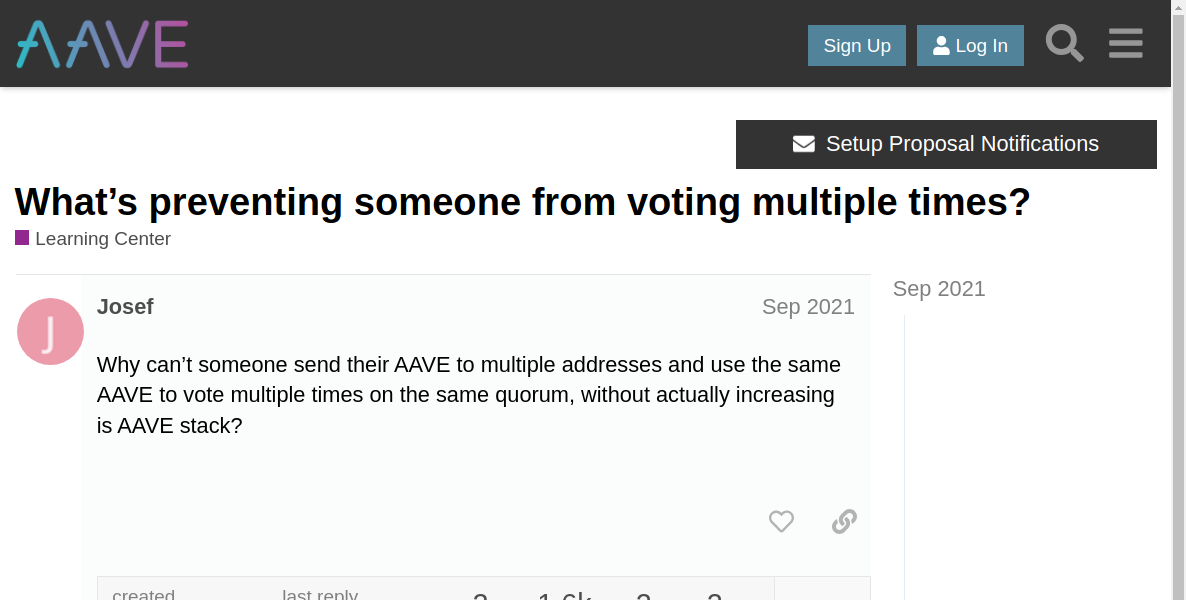 AAVE
Sign Up
Log In
Setup Proposal Notifications
What’s preventing someone from voting multiple times?
Learning Center
Josef
Sep 2021
Sep 2021
J
Why can’t someone send their AAVE to multiple addresses and use the same
AAVE to vote multiple times on the same quorum, without actually increasing
is AAVE stack?
created
last reply
1.6k